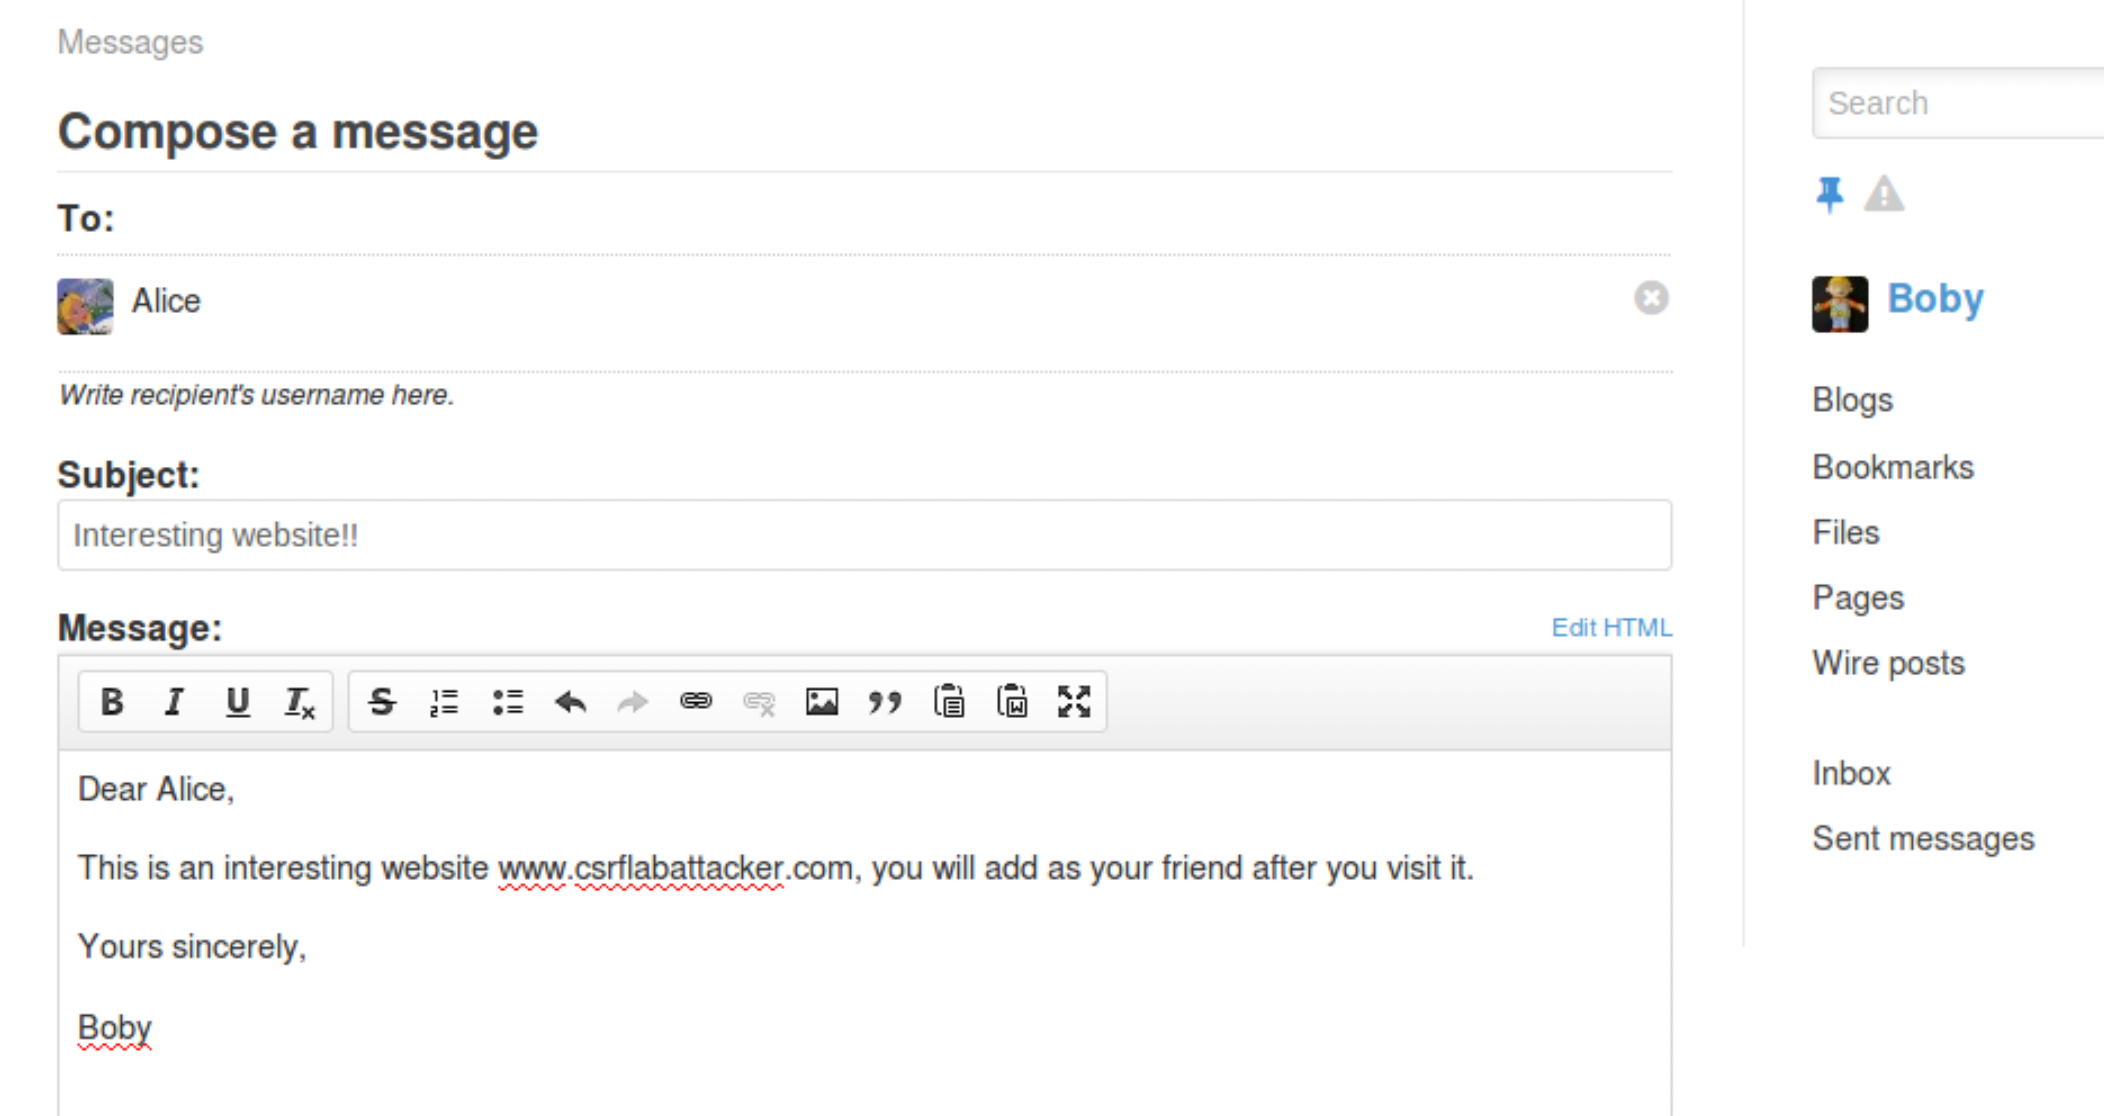 Messages
Compose a message
To:
Alice
Write recipient's username here.
Subject:
Interesting website!!
Message:
Edit HTML
Dear Alice,
This is an interesting website www.csrflabattacker.com, you will add as your friend after you visit it.
Yours sincerely,
Boby
Search
Boby
Blogs
Bookmarks
Files
Pages
Wire posts
Inbox
Sent messages